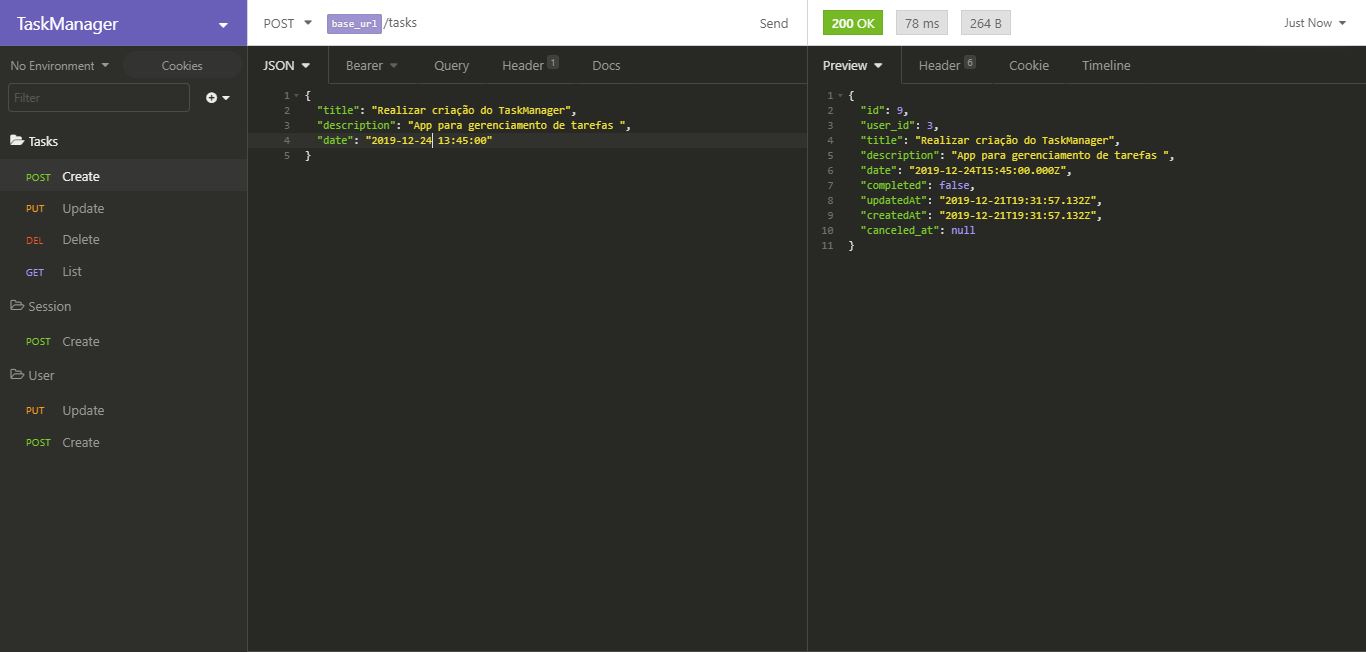 TaskManager
No Environment
Cookies
Filter
Tasks
POST Create
PUT Update
DEL Delete
GET List
Session
POST Create
User
PUT Update
POST Create
POST base_url/tasks Send
JSON Bearer Query Header 1 Docs
1 {
2 "title": "Realizar criação do TaskManager",
3 "description": "App para gerenciamento de tarefas ",
4 "date": "2019-12-24 13:45:00"
5 }
200 OK 78 ms 264 B Just Now
Preview Header 6 Cookie Timeline
1 {
2 "id": 9,
3 "user_id": 3,
4 "title": "Realizar criação do TaskManager",
5 "description": "App para gerenciamento de tarefas ",
6 "date": "2019-12-24T15:45:00.000Z",
7 "completed": false,
8 "updatedAt": "2019-12-21T19:31:57.132Z",
9 "createdAt": "2019-12-21T19:31:57.132Z",
10 "canceled_at": null
11 }